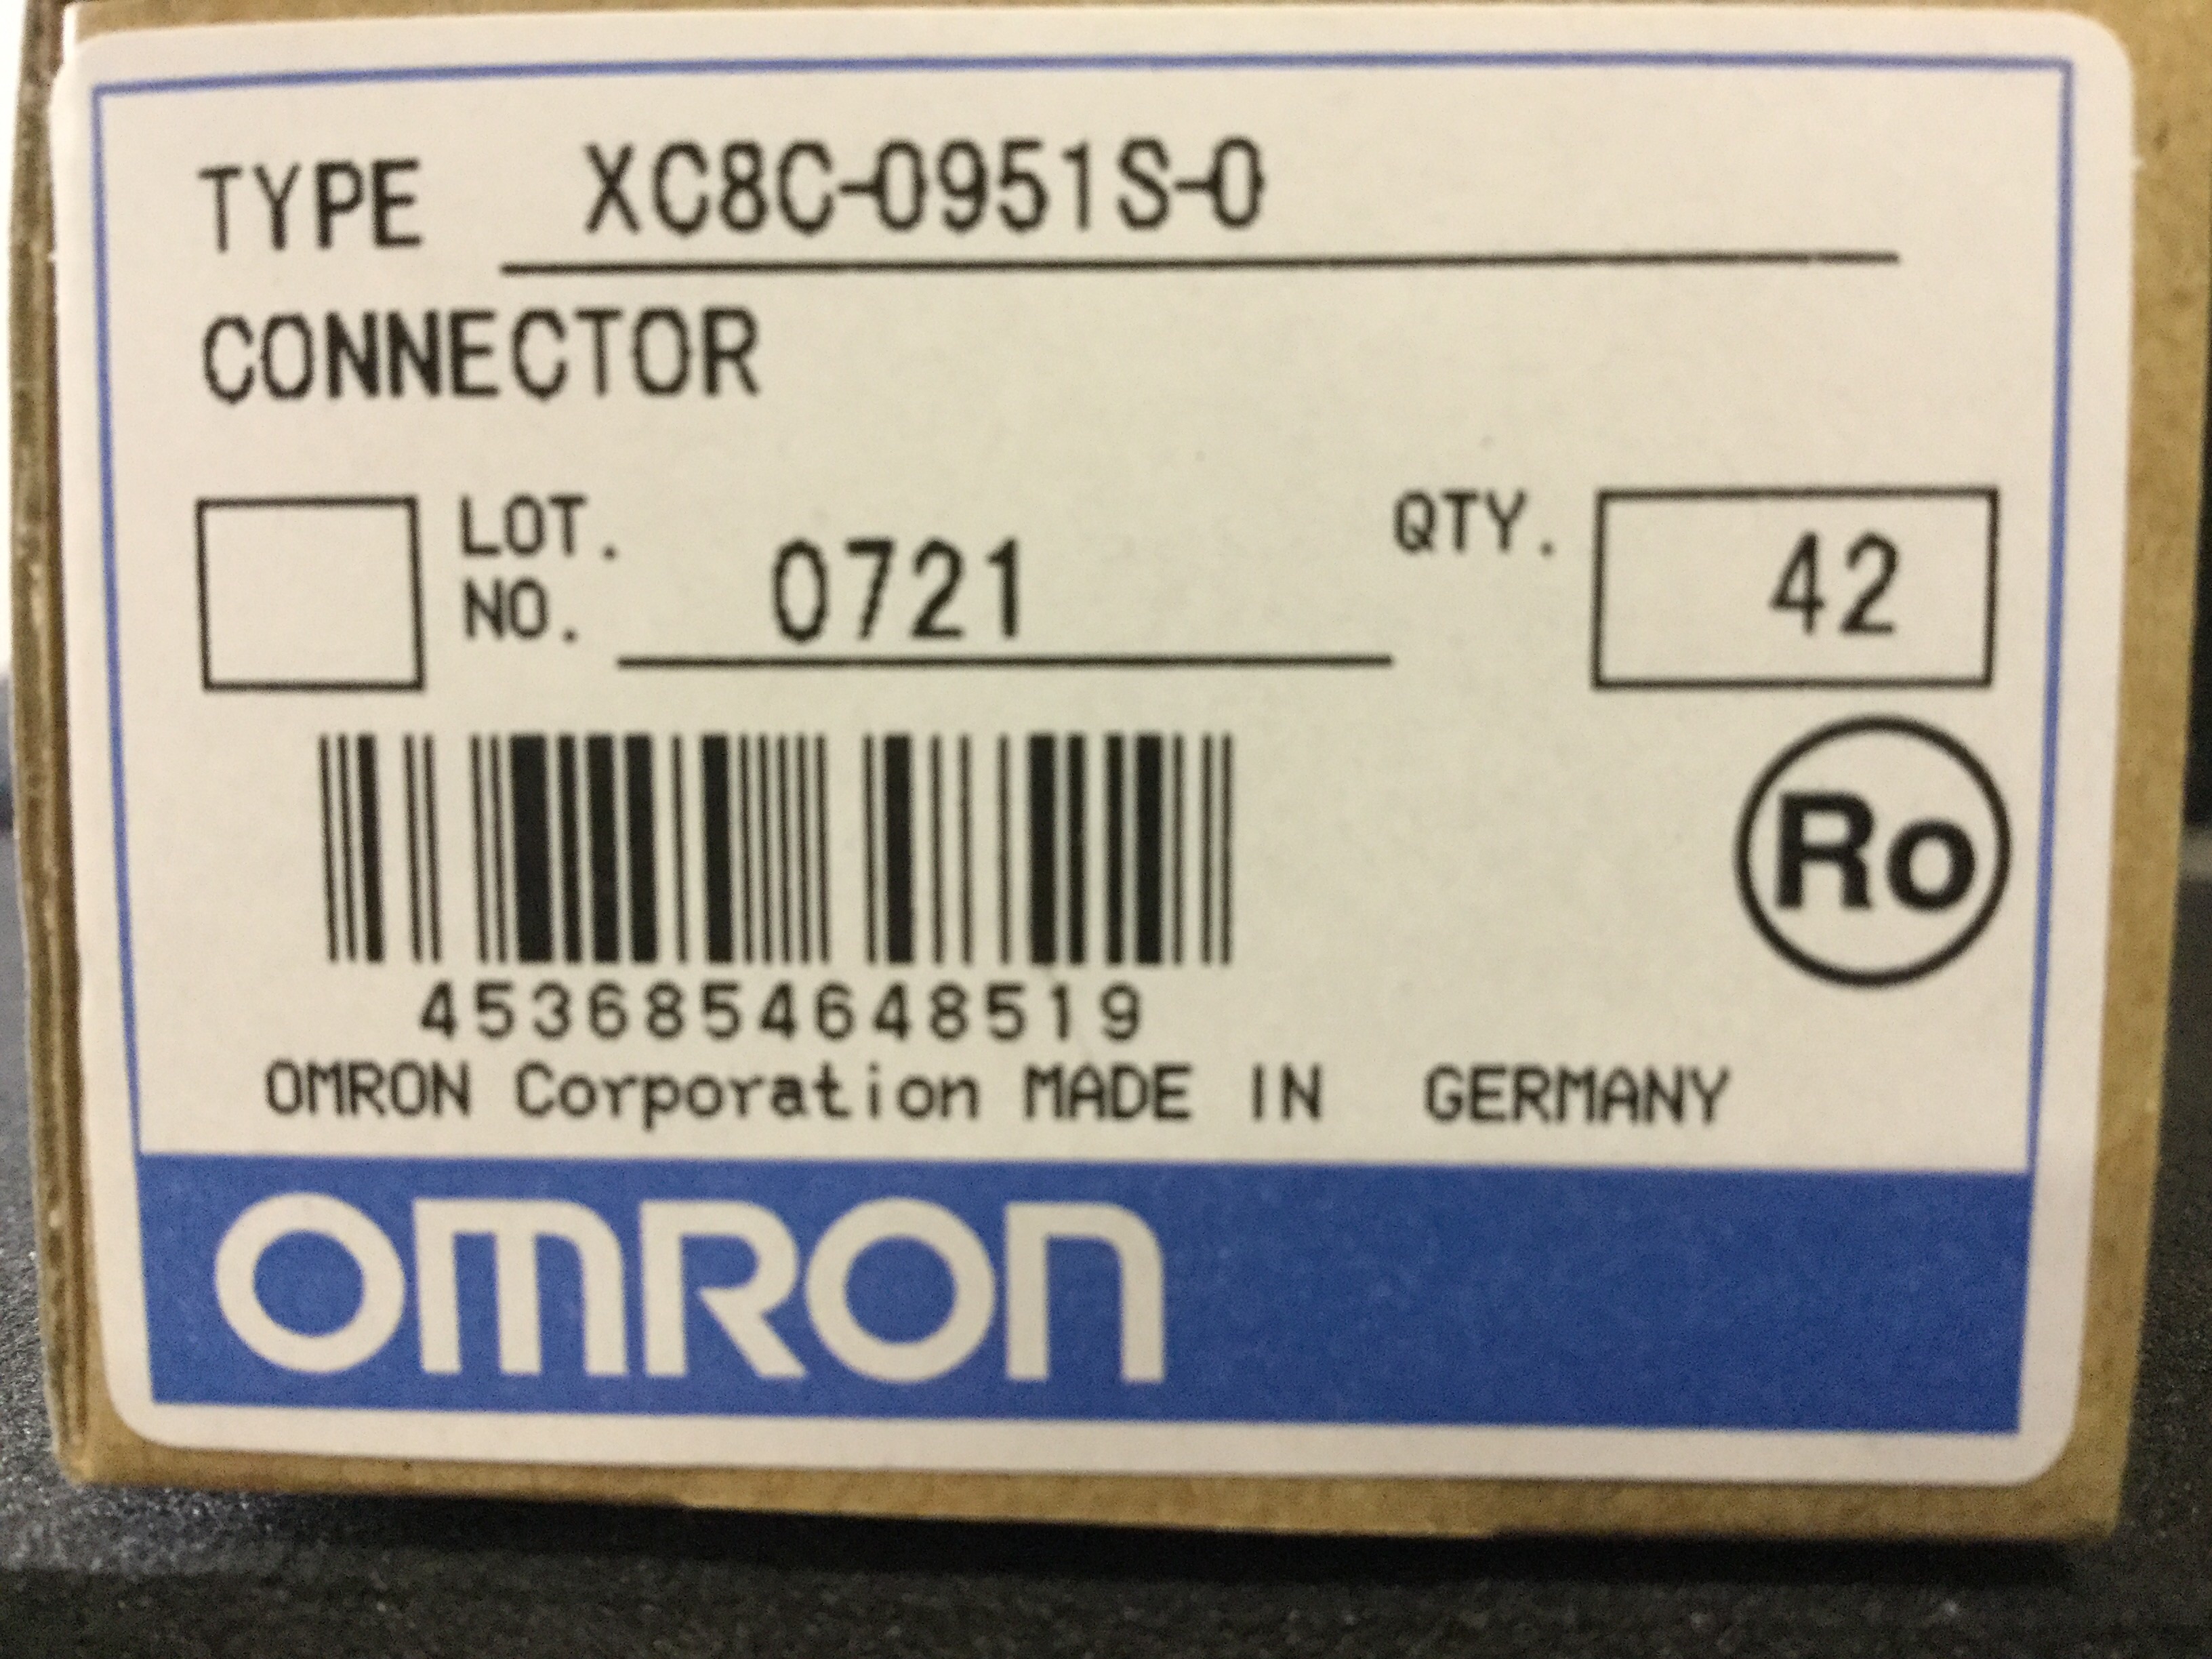 TYPE XC8C-0951S-0
CONNECTOR
LOT. NO. 0721 QTY. 42
Ro
4536854648519
OMRON Corporation MADE IN GERMANY
OMRON